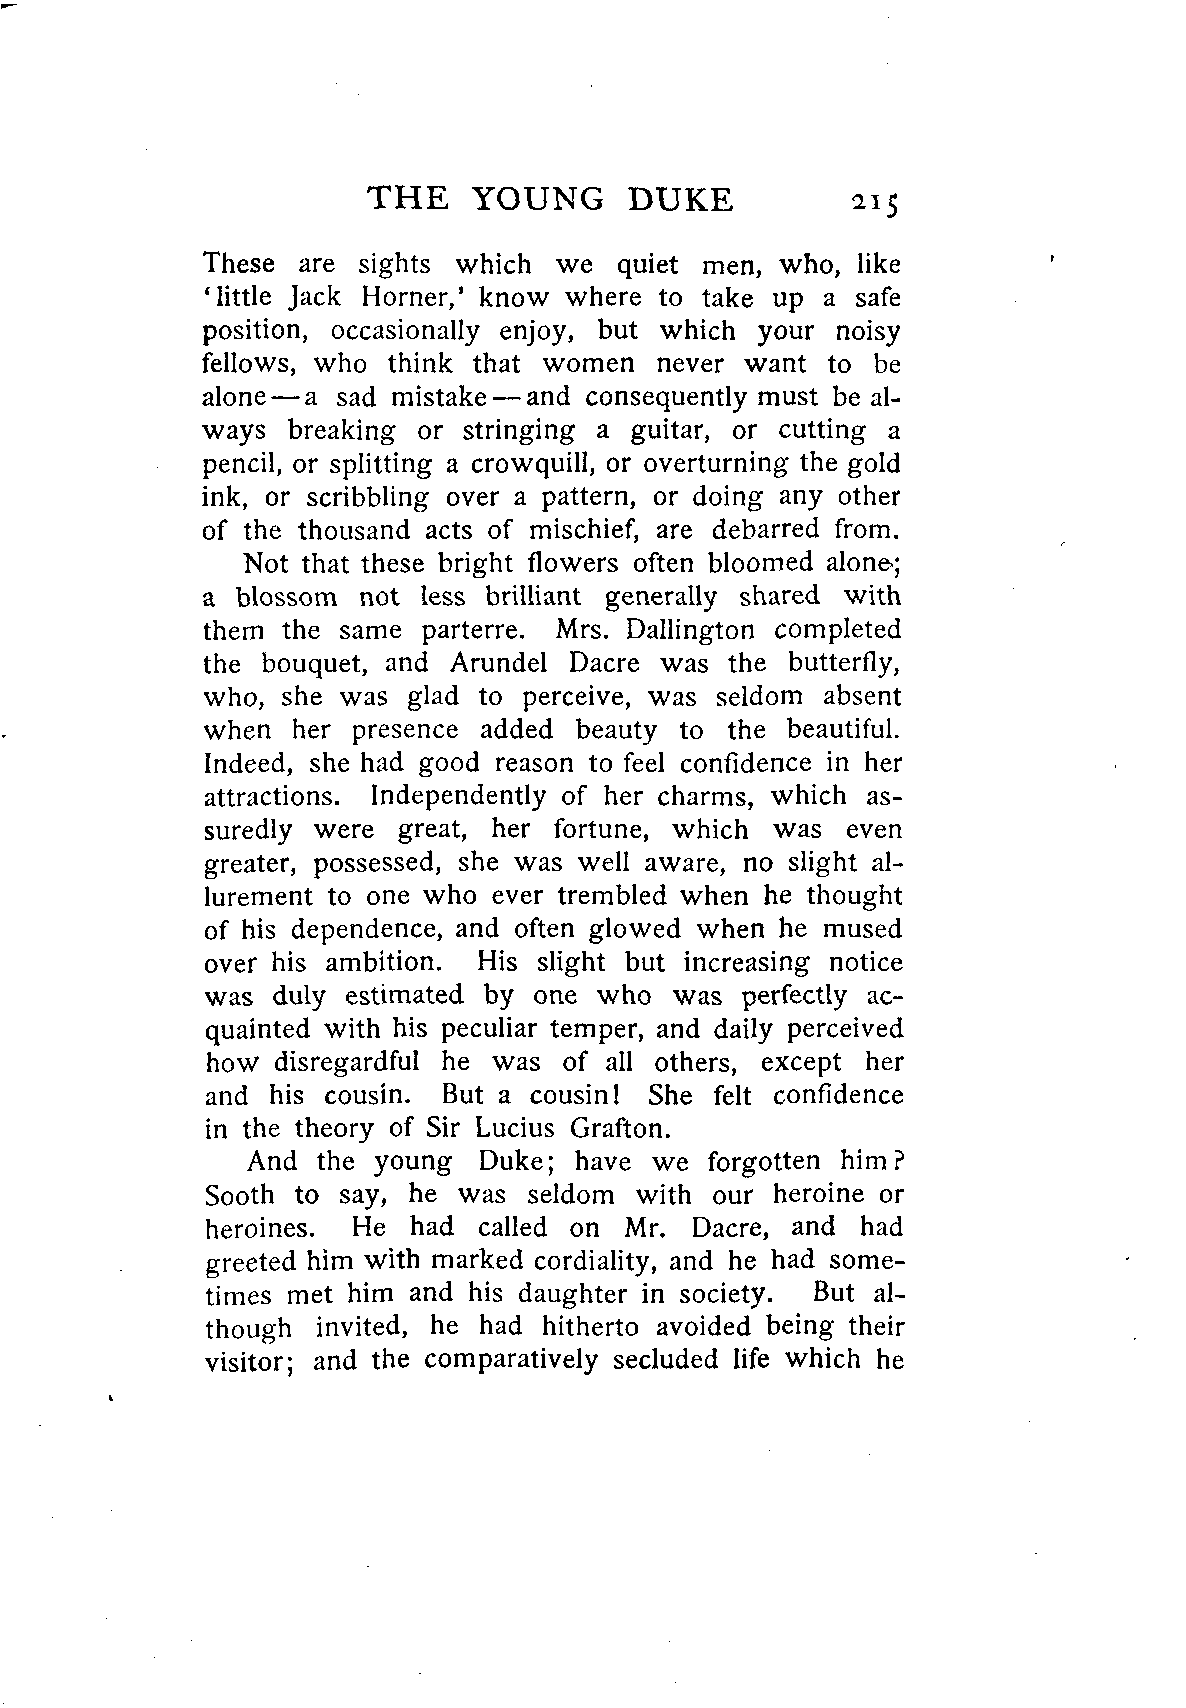 THE YOUNG DUKE 215
These are sights which we quiet men, who, like
‘little Jack Horner,’ know where to take up a safe
position, occasionally enjoy, but which your noisy
fellows, who think that women never want to be
alone—a sad mistake—and consequently must be al-
ways breaking or stringing a guitar, or cutting a
pencil, or splitting a crowquill, or overturning the gold
ink, or scribbling over a pattern, or doing any other
of the thousand acts of mischief, are debarred from.
Not that these bright flowers often bloomed alone;
a blossom not less brilliant generally shared with
them the same parterre. Mrs. Dallington completed
the bouquet, and Arundel Dacre was the butterfly,
who, she was glad to perceive, was seldom absent
when her presence added beauty to the beautiful.
Indeed, she had good reason to feel confidence in her
attractions. Independently of her charms, which as-
suredly were great, her fortune, which was even
greater, possessed, she was well aware, no slight al-
lurement to one who ever trembled when he thought
of his dependence, and often glowed when he mused
over his ambition. His slight but increasing notice
was duly estimated by one who was perfectly ac-
quainted with his peculiar temper, and daily perceived
how disregardful he was of all others, except her
and his cousin. But a cousin! She felt confidence
in the theory of Sir Lucius Grafton.
And the young Duke; have we forgotten him?
Sooth to say, he was seldom with our heroine or
heroines. He had called on Mr. Dacre, and had
greeted him with marked cordiality, and he had some-
times met him and his daughter in society. But al-
though invited, he had hitherto avoided being their
visitor; and the comparatively secluded life which he